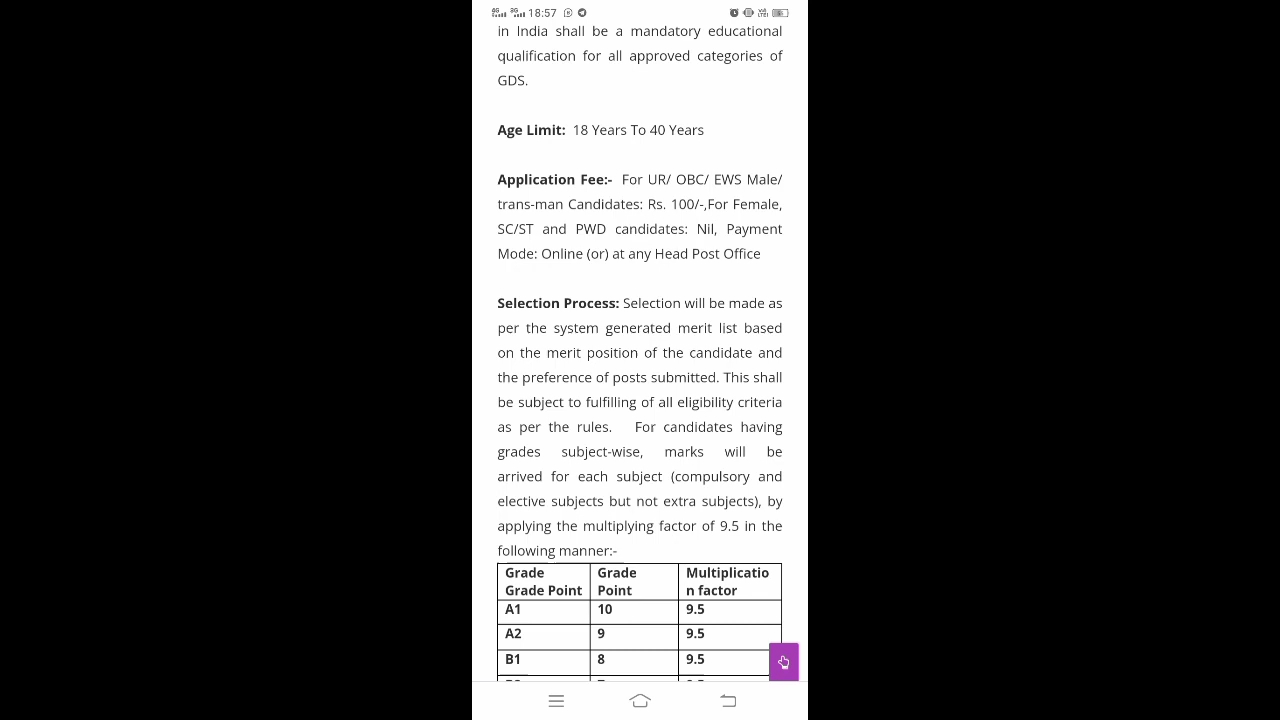 4G 3G 18:57
in India shall be a mandatory educational
qualification for all approved categories of
GDS.
Age Limit: 18 Years To 40 Years
Application Fee:- For UR/ OBC/ EWS Male/
trans-man Candidates: Rs. 100/-,For Female,
SC/ST and PWD candidates: Nil, Payment
Mode: Online (or) at any Head Post Office
Selection Process: Selection will be made as
per the system generated merit list based
on the merit position of the candidate and
the preference of posts submitted. This shall
be subject to fulfilling of all eligibility criteria
as per the rules. For candidates having
grades subject-wise, marks will be
arrived for each subject (compulsory and
elective subjects but not extra subjects), by
applying the multiplying factor of 9.5 in the
following manner:-
Grade Grade Multiplicatio
Grade Point Point n factor
A1 10 9.5
A2 9 9.5
B1 8 9.5